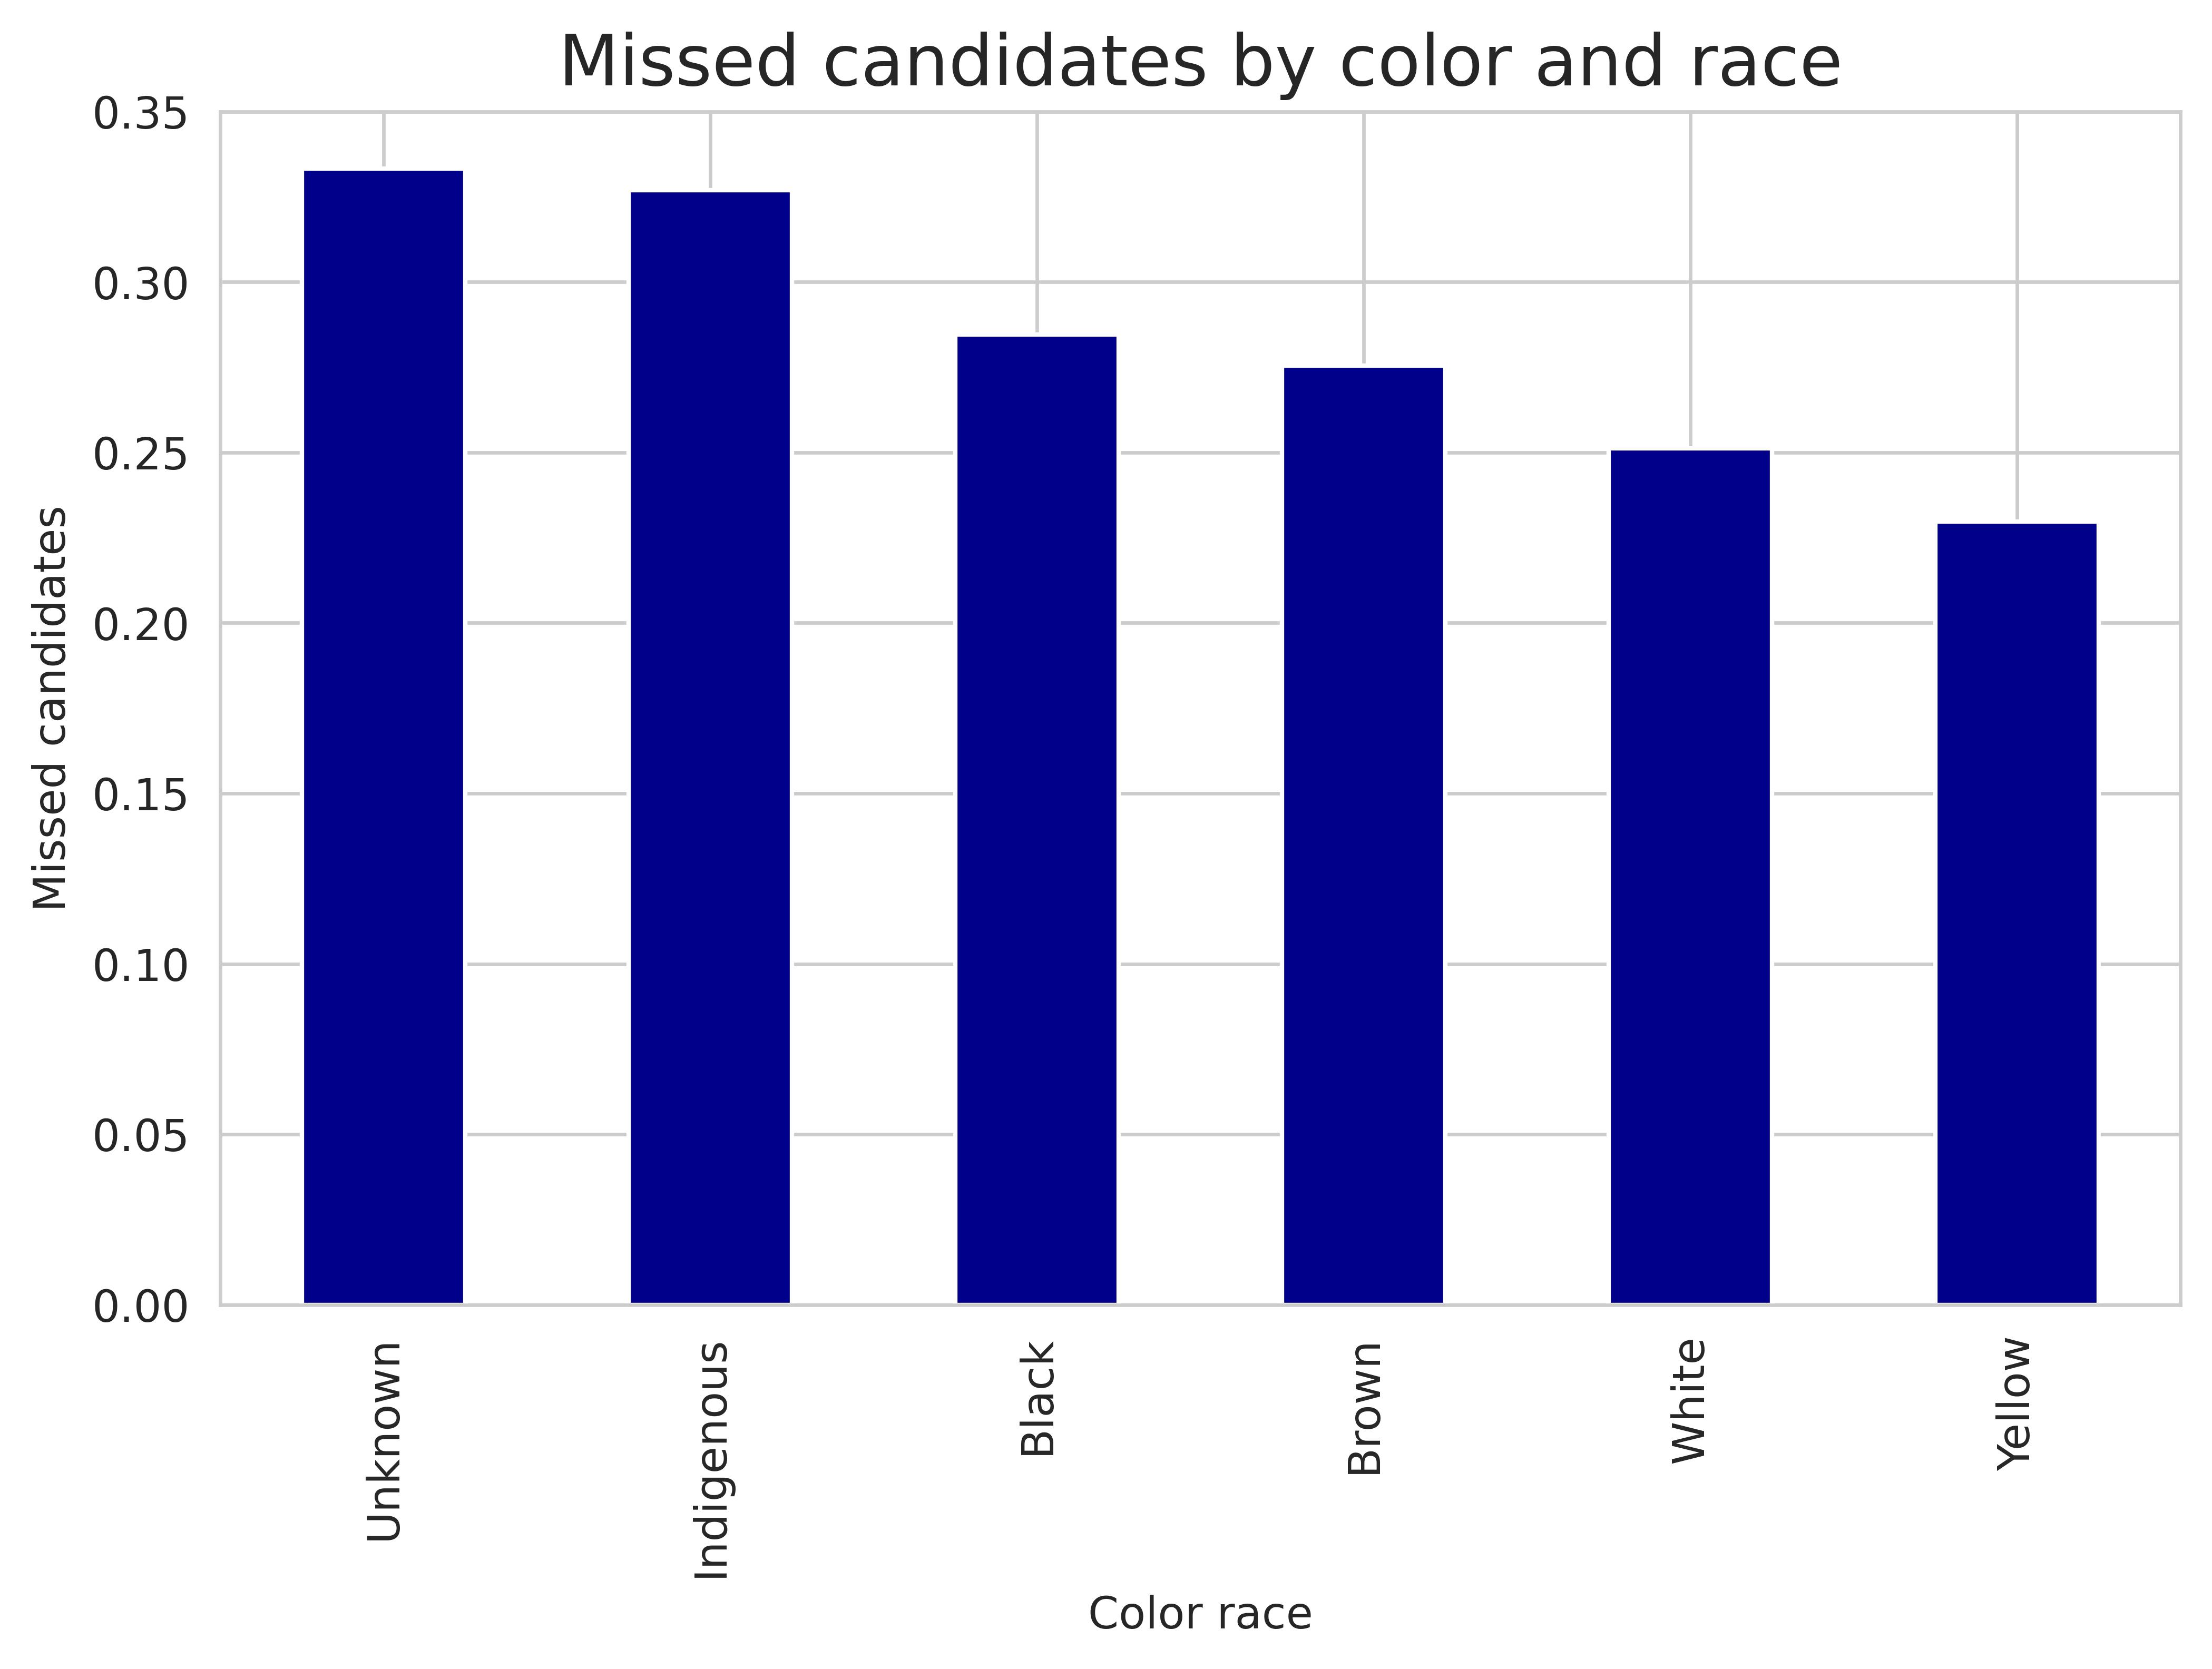 Missed candidates by color and race
0.35
0.30
0.25
0.20
0.15
0.10
0.05
0.00
Missed candidates
Unknown
Indigenous
Black
Brown
White
Yellow
Color race